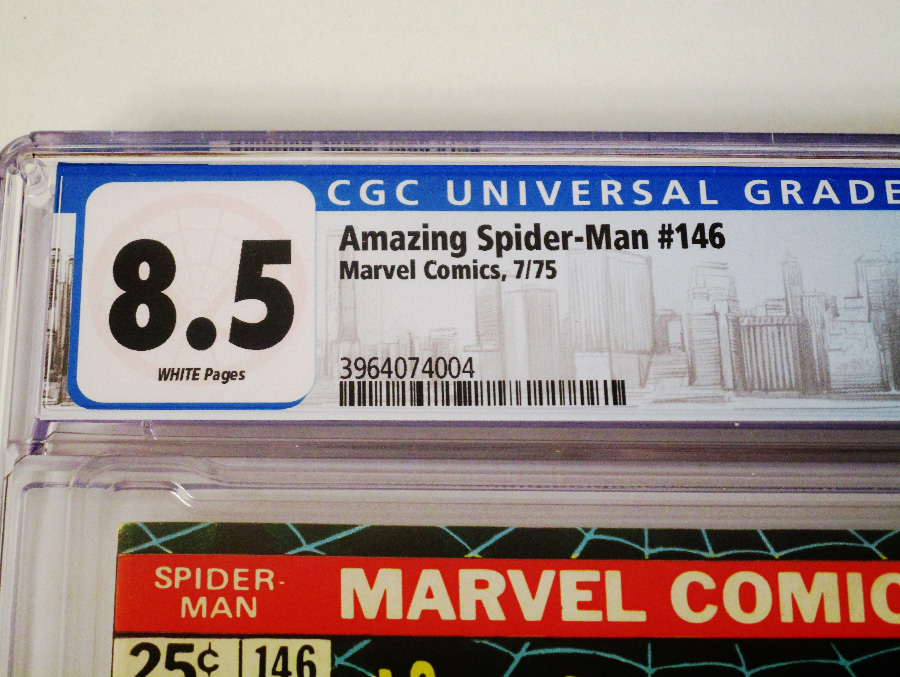 CGC UNIVERSAL GRADE
8.5
WHITE Pages
Amazing Spider-Man #146
Marvel Comics, 7/75
3964074004
SPIDER-
MAN
MARVEL COMIC
25¢
146